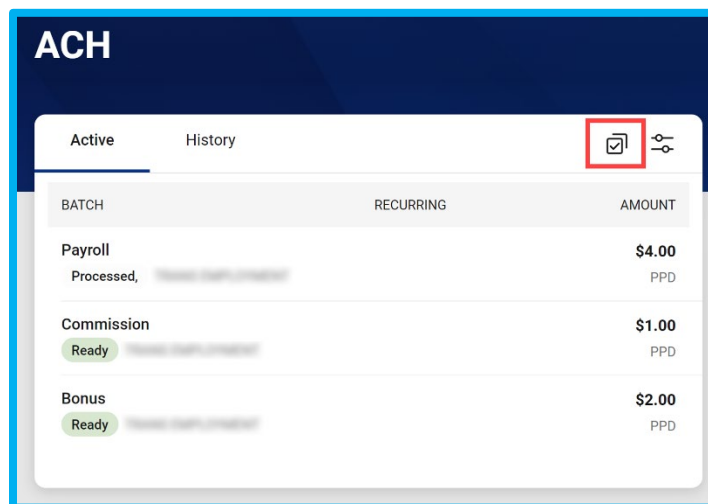 ACH
Active History
BATCH RECURRING AMOUNT
Payroll $4.00
Processed, PPD
Commission $1.00
Ready PPD
Bonus $2.00
Ready PPD